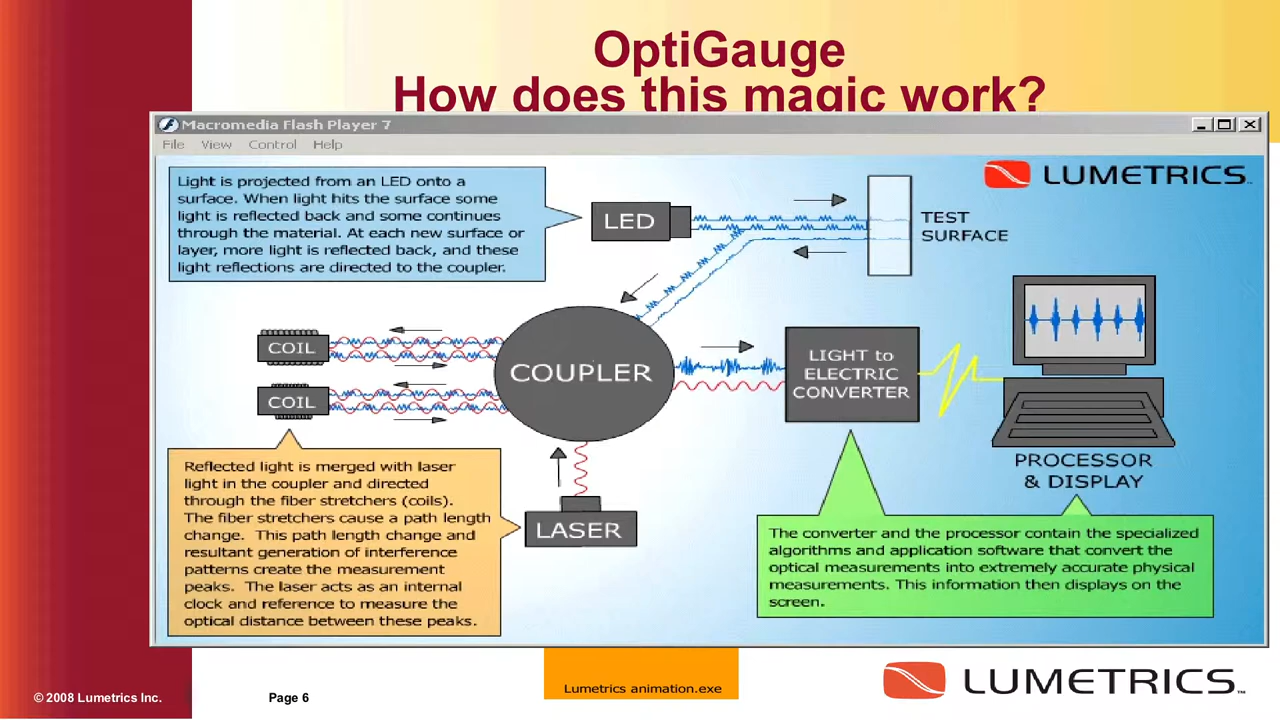 OptiGauge
How does this magic work?
Macromedia Flash Player 7
File View Control Help
Light is projected from an LED onto a
surface. When light hits the surface some
light is reflected back and some continues
through the material. At each new surface or
layer, more light is reflected back, and these
light reflections are directed to the coupler.
LED
TEST
SURFACE
LUMETRICS™
COIL
COIL
COUPLER
LIGHT to
ELECTRIC
CONVERTER
PROCESSOR
& DISPLAY
LASER
Reflected light is merged with laser
light in the coupler and directed
through the fiber stretchers (coils).
The fiber stretchers cause a path length
change. This path length change and
resultant generation of interference
patterns create the measurement
peaks. The laser acts as an internal
clock and reference to measure the
optical distance between these peaks.
The converter and the processor contain the specialized
algorithms and application software that convert the
optical measurements into extremely accurate physical
measurements. This information then displays on the
screen.
© 2008 Lumetrics Inc.
Page 6
Lumetrics animation.exe
LUMETRICS™